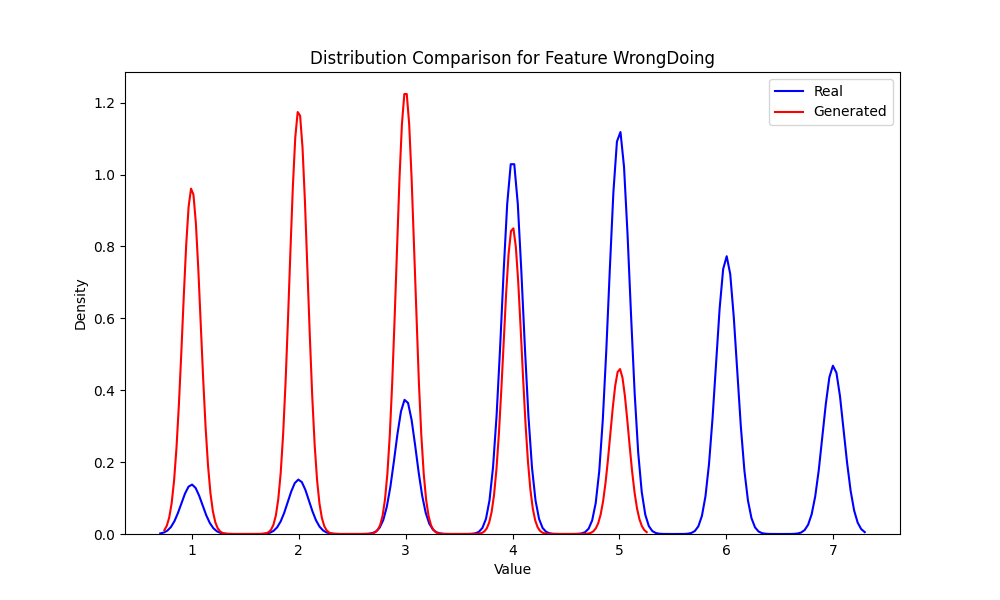 Distribution Comparison for Feature WrongDoing
Real
Generated
Density
1.2
1.0
0.8
0.6
0.4
0.2
0.0
1 2 3 4 5 6 7
Value